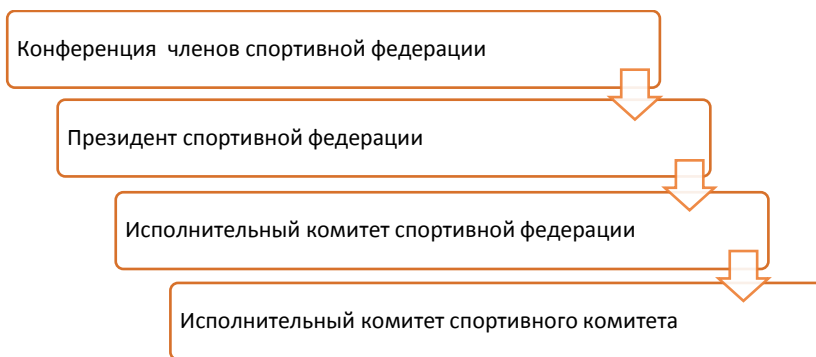 Конференция членов спортивной федерации
Президент спортивной федерации
Исполнительный комитет спортивной федерации
Исполнительный комитет спортивного комитета